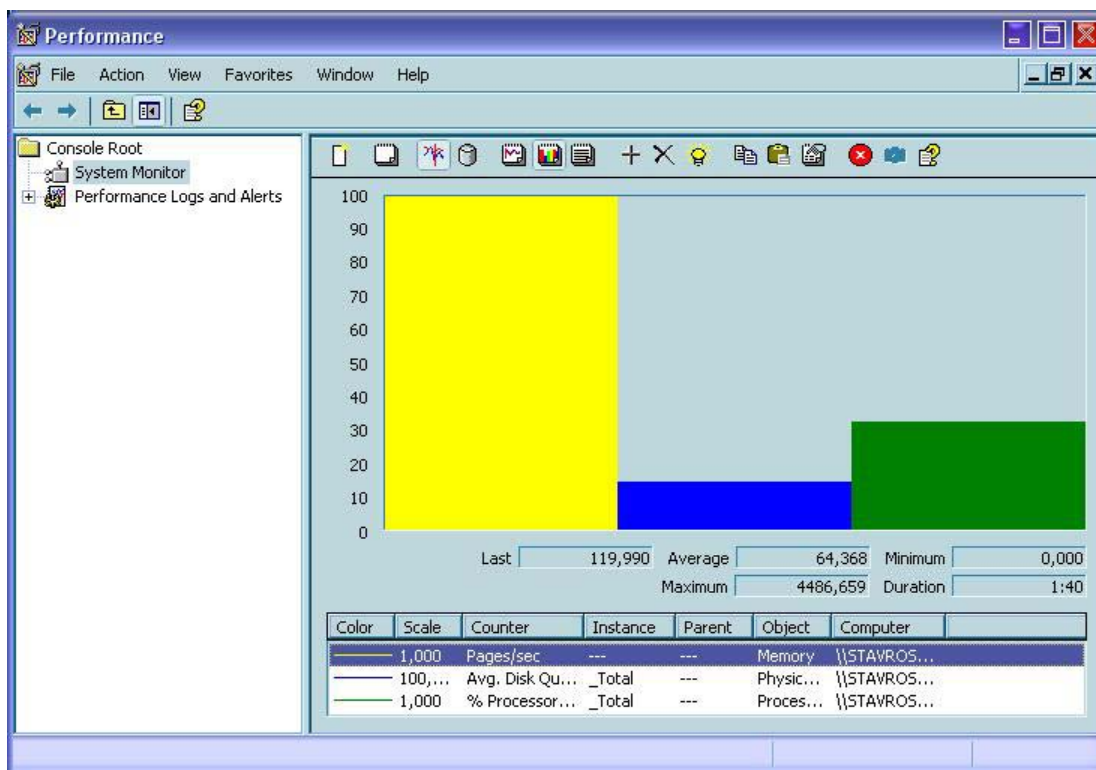 Performance
File Action View Favorites Window Help
Console Root
System Monitor
Performance Logs and Alerts
100
90
80
70
60
50
40
30
20
10
0
Last 119,990 Average 64,368 Minimum 0,000
Maximum 4486,659 Duration 1:40
Color Scale Counter Instance Parent Object Computer
1,000 Pages/sec --- --- Memory \\STAVROS...
100,... Avg. Disk Qu... _Total --- Physic... \\STAVROS...
1,000 % Processor... _Total --- Proces... \\STAVROS...